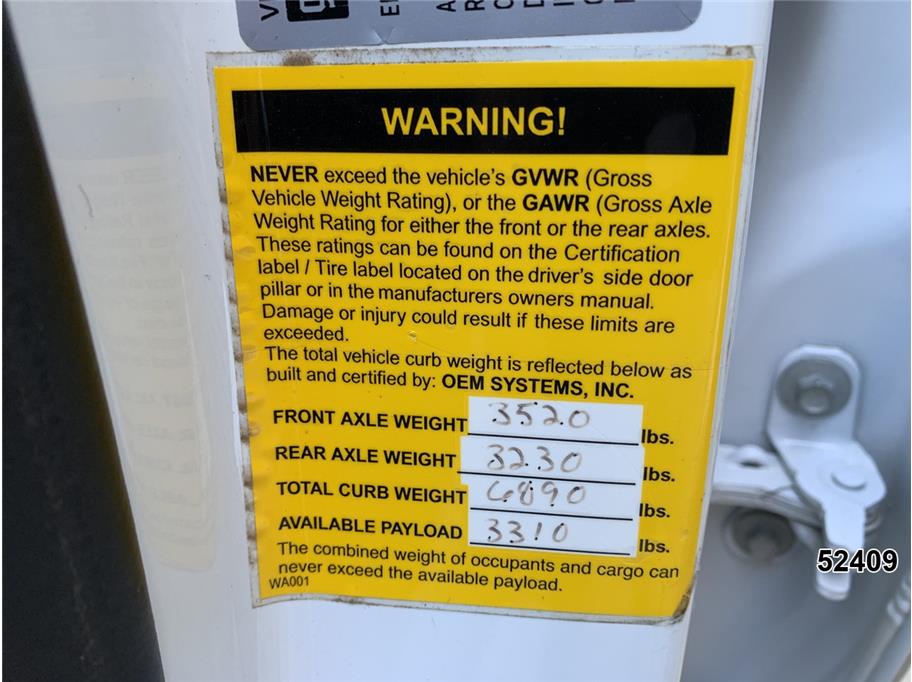 WARNING!
NEVER exceed the vehicle's GVWR (Gross
Vehicle Weight Rating), or the GAWR (Gross Axle
Weight Rating for either the front or the rear axles.
These ratings can be found on the Certification
label / Tire label located on the driver's side door
pillar or in the manufacturers owners manual.
Damage or injury could result if these limits are
exceeded.
The total vehicle curb weight is reflected below as
built and certified by: OEM SYSTEMS, INC.
FRONT AXLE WEIGHT 3520 lbs.
REAR AXLE WEIGHT 3230 lbs.
TOTAL CURB WEIGHT 6890 lbs.
AVAILABLE PAYLOAD 3310 lbs.
The combined weight of occupants and cargo can
never exceed the available payload.
WA001
52409